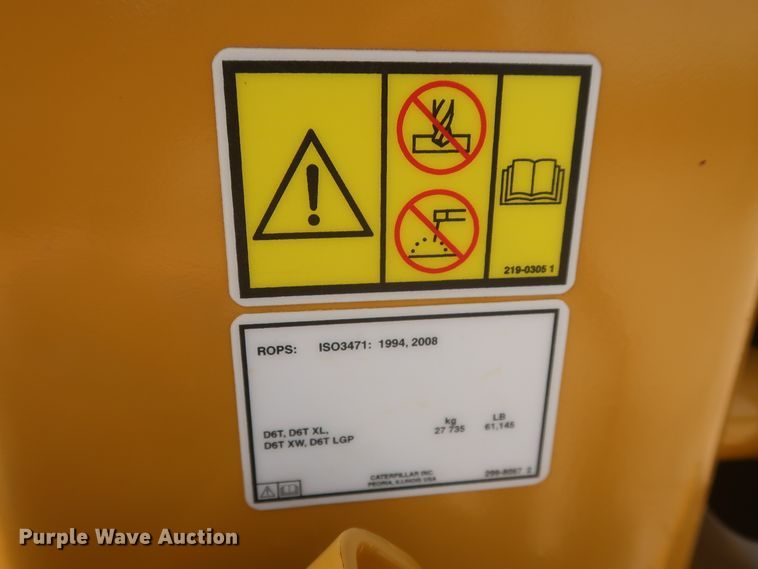 219-0305 1
ROPS: ISO3471: 1994, 2008
kg LB
D6T, D6T XL, 27 735 61,145
D6T XW, D6T LGP
CATERPILLAR INC.
PEORIA, ILLINOIS USA
Purple Wave Auction